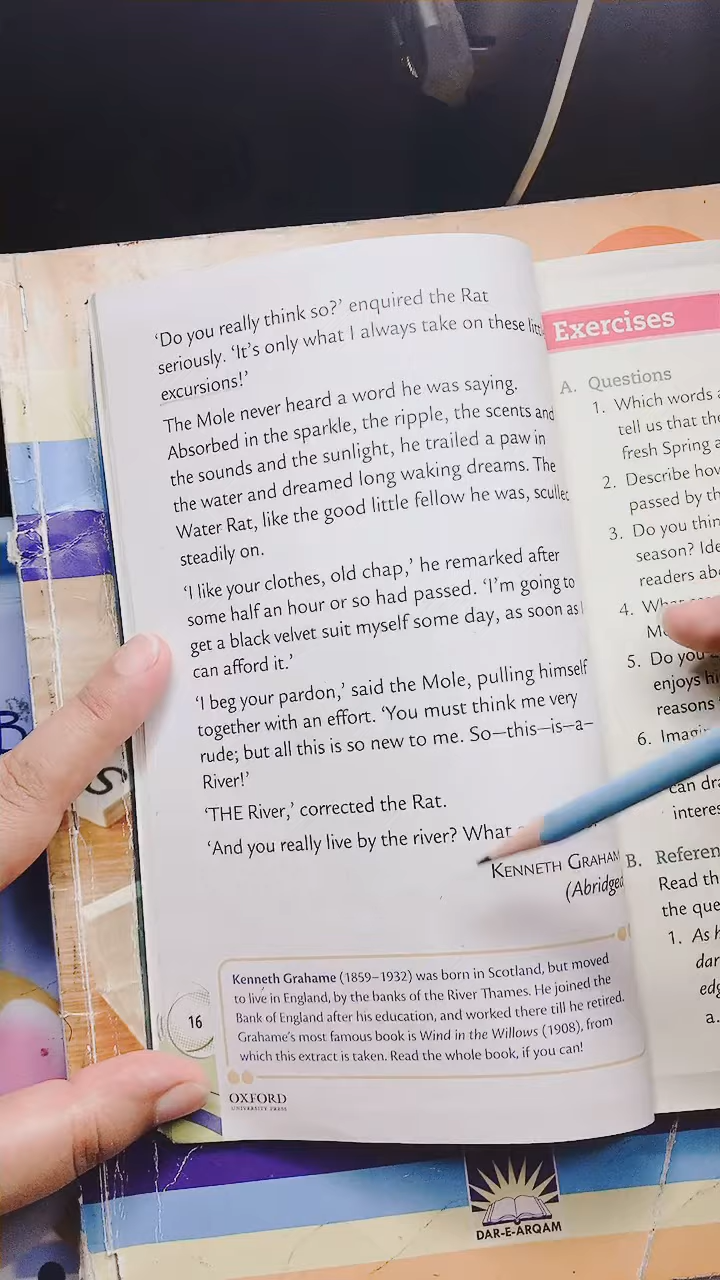 ‘Do you really think so?’ enquired the Rat
seriously. ‘It’s only what I always take on these
excursions!’
The Mole never heard a word he was saying.
Absorbed in the sparkle, the ripple, the scents and
the sounds and the sunlight, he trailed a paw in
the water and dreamed long waking dreams. The
Water Rat, like the good little fellow he was, sculled
steadily on.
‘I like your clothes, old chap,’ he remarked after
some half an hour or so had passed. ‘I’m going to
get a black velvet suit myself some day, as soon as I
can afford it.’
‘I beg your pardon,’ said the Mole, pulling himself
together with an effort. ‘You must think me very
rude; but all this is so new to me. So—this—is—a—
River!’
‘THE River,’ corrected the Rat.
‘And you really live by the river? What
KENNETH GRAHAM
(Abridged
Kenneth Grahame (1859–1932) was born in Scotland, but moved
to live in England, by the banks of the River Thames. He joined the
Bank of England after his education, and worked there till he retired.
Grahame’s most famous book is Wind in the Willows (1908), from
which this extract is taken. Read the whole book, if you can!
16
OXFORD
UNIVERSITY PRESS
Exercises
A. Questions
1. Which words
tell us that
fresh Spring
2. Describe how
passed by
3. Do you
season?
readers
4.
5. Do you
enjoys
reasons
6.
can
interes
B.
Read
the que
1. As
a.
DAR-E-ARQAM